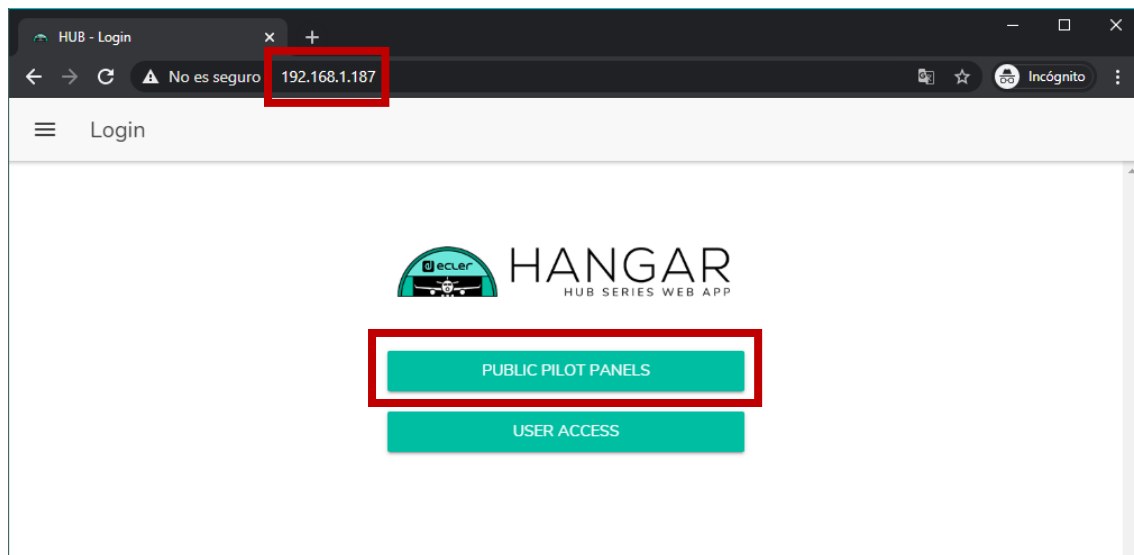 HUB - Login
No es seguro 192.168.1.187 Incógnito
Login
ecler
HANGAR
HUB SERIES WEB APP
PUBLIC PILOT PANELS
USER ACCESS